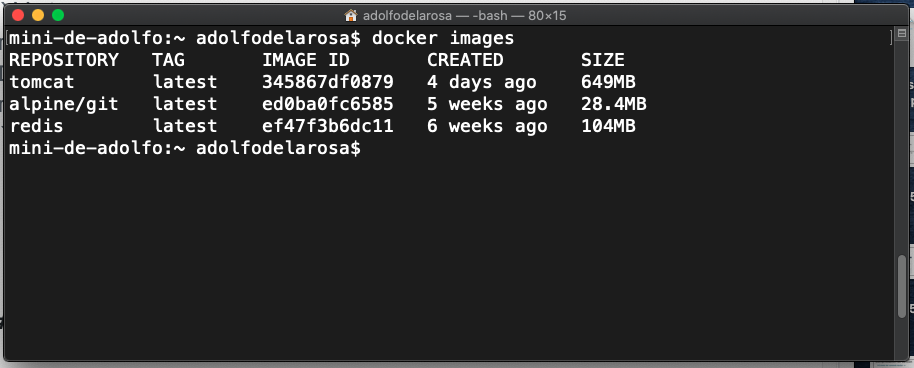 adolfodelarosa — -bash — 80×15
[mini-de-adolfo:~ adolfodelarosa$ docker images ]
REPOSITORY   TAG       IMAGE ID       CREATED       SIZE
tomcat       latest    345867df0879   4 days ago    649MB
alpine/git   latest    ed0ba0fc6585   5 weeks ago   28.4MB
redis        latest    ef47f3b6dc11   6 weeks ago   104MB
mini-de-adolfo:~ adolfodelarosa$